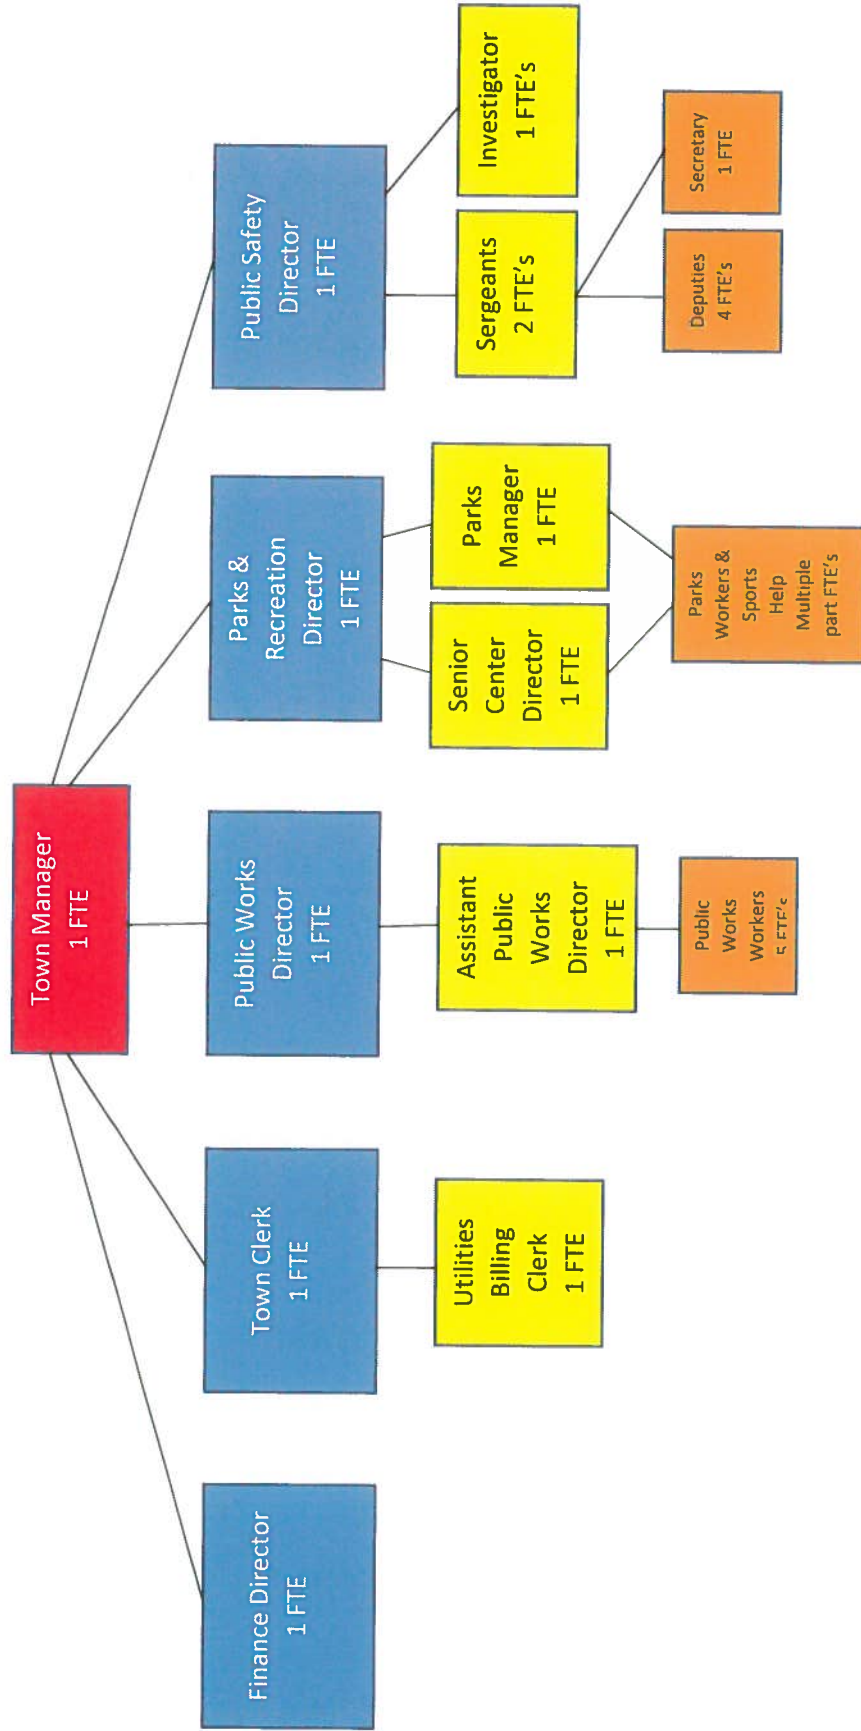 Town Manager
1 FTE
Finance Director
1 FTE
Town Clerk
1 FTE
Public Works
Director
1 FTE
Parks &
Recreation
Director
1 FTE
Public Safety
Director
1 FTE
Utilities
Billing
Clerk
1 FTE
Assistant
Public
Works
Director
1 FTE
Senior
Center
Director
1 FTE
Parks
Manager
1 FTE
Sergeants
2 FTE's
Investigator
1 FTE's
Public
Works
Workers
5 FTE's
Parks
Workers &
Sports
Help
Multiple
part FTE's
Deputies
4 FTE's
Secretary
1 FTE